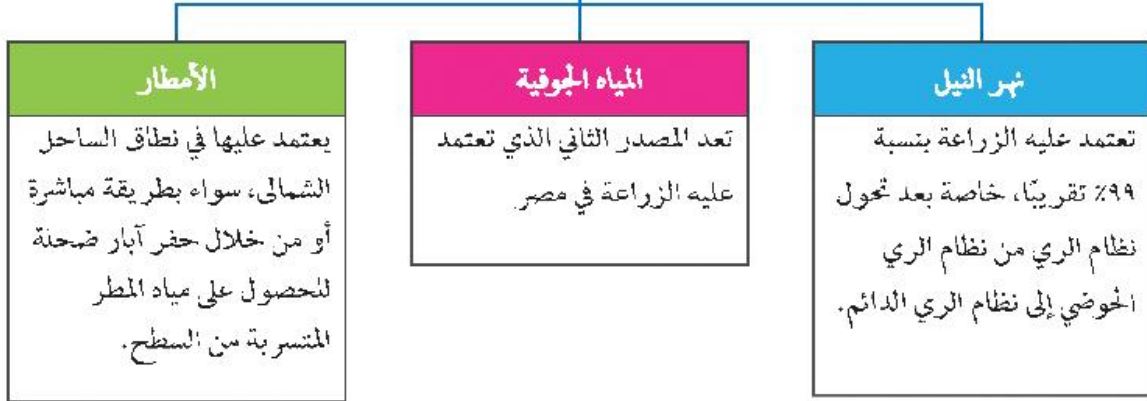 نهر النيل
تعتمد عليه الزراعة بنسبة
٩٩٪ تقريبًا، خاصة بعد تحول
نظام الري من نظام الري
الحوضي إلى نظام الري الدائم.
المياه الجوفية
تعد المصدر الثاني الذي تعتمد
عليه الزراعة في مصر
الأمطار
يعتمد عليها في نطاق الساحل
الشمالى، سواء بطريقة مباشرة
أو من خلال حفر آبار ضحلة
للحصول على مياه المطر
المتسربة من السطح.